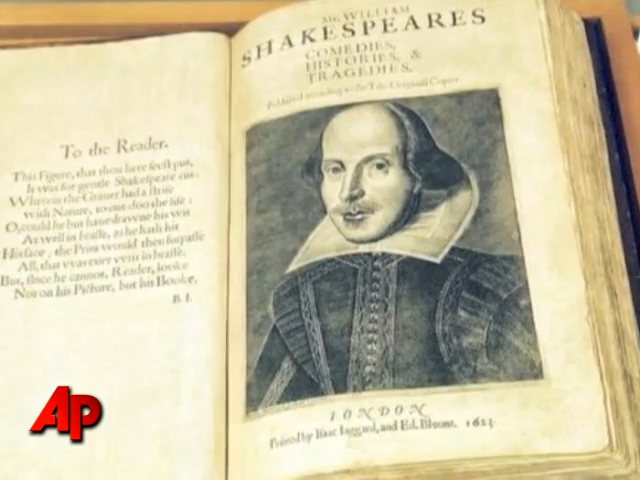 To the Reader.
This Figure, that thou here seest put,
It was for gentle Shakespeare cut:
Wherein the Grauer had a strife
with Nature, to out-doo the life:
O, could he but haue drawne his wit
As well in brasse, as he hath hit
His face, the Print would then surpasse
All, that vvas euer vvrit in brasse.
But, since he cannot, Reader, looke
Not on his Picture, but his Booke.
B. I.
Mr. WILLIAM
SHAKESPEARES
COMEDIES,
HISTORIES, &
TRAGEDIES.
Published according to the True Originall Copies.
LONDON
Printed by Isaac Iaggard, and Ed. Blount. 1623
AP